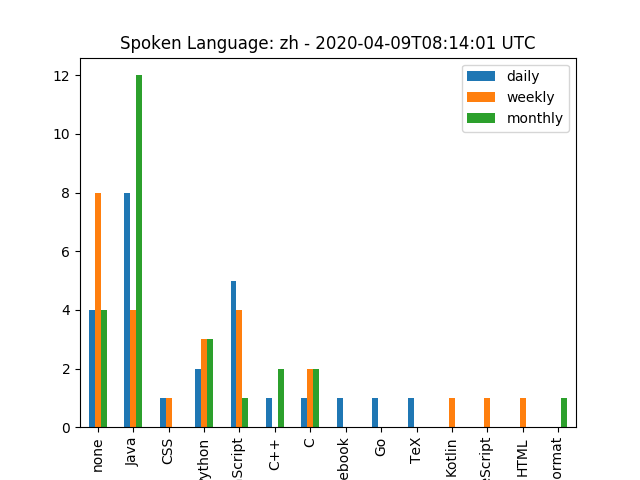 Spoken Language: zh - 2020-04-09T08:14:01 UTC
daily
weekly
monthly
12
10
8
6
4
2
0
none
Java
CSS
ython
Script
C++
C
ebook
Go
TeX
Kotlin
eScript
HTML
ormat